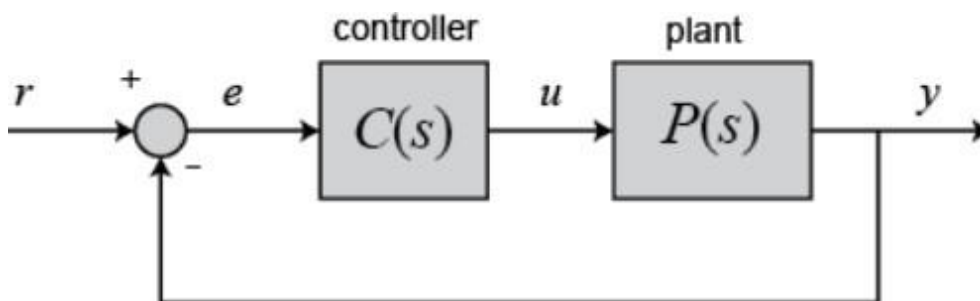 controller plant
r + e C(s) u P(s) y
−